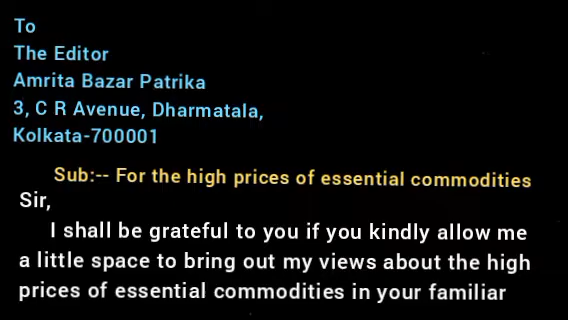 To
The Editor
Amrita Bazar Patrika
3, C R Avenue, Dharmatala,
Kolkata-700001
Sub:-- For the high prices of essential commodities
Sir,
I shall be grateful to you if you kindly allow me
a little space to bring out my views about the high
prices of essential commodities in your familiar